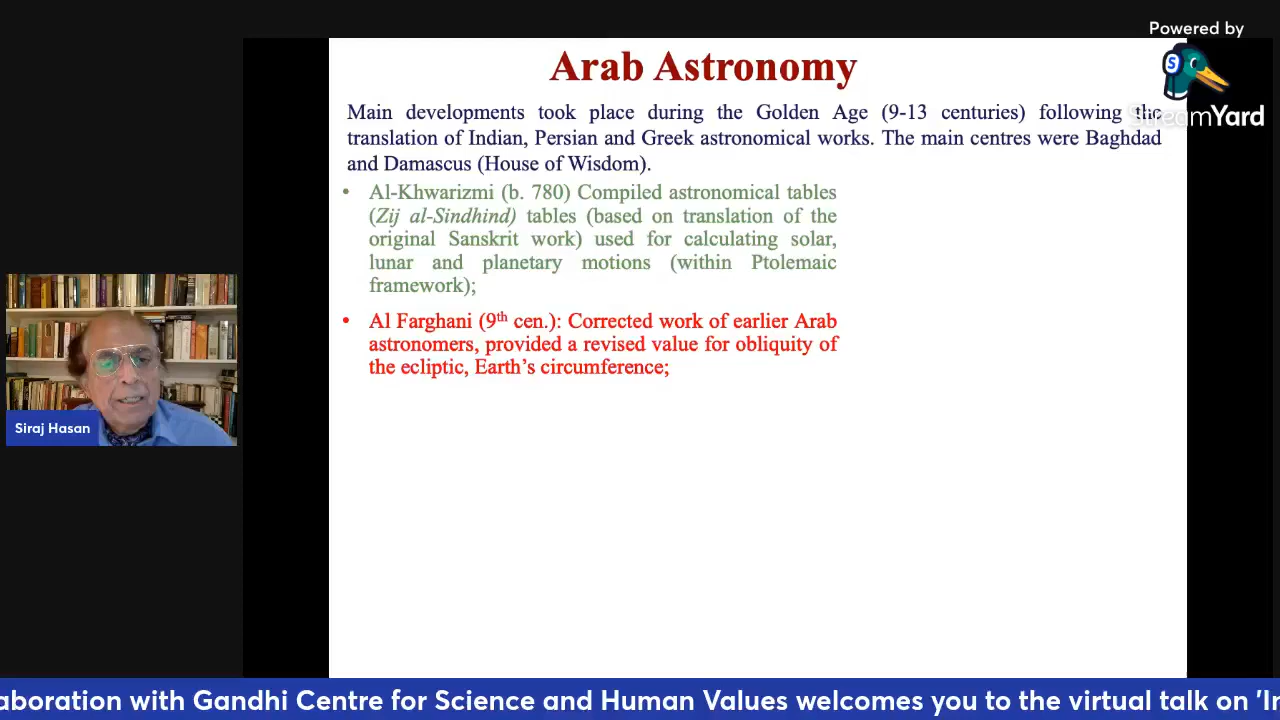 Powered by
StreamYard
Arab Astronomy
Main developments took place during the Golden Age (9-13 centuries) following the
translation of Indian, Persian and Greek astronomical works. The main centres were Baghdad
and Damascus (House of Wisdom).
• Al-Khwarizmi (b. 780) Compiled astronomical tables
(Zij al-Sindhind) tables (based on translation of the
original Sanskrit work) used for calculating solar,
lunar and planetary motions (within Ptolemaic
framework);
• Al Farghani (9th cen.): Corrected work of earlier Arab
astronomers, provided a revised value for obliquity of
the ecliptic, Earth's circumference;
Siraj Hasan
aboration with Gandhi Centre for Science and Human Values welcomes you to the virtual talk on 'In